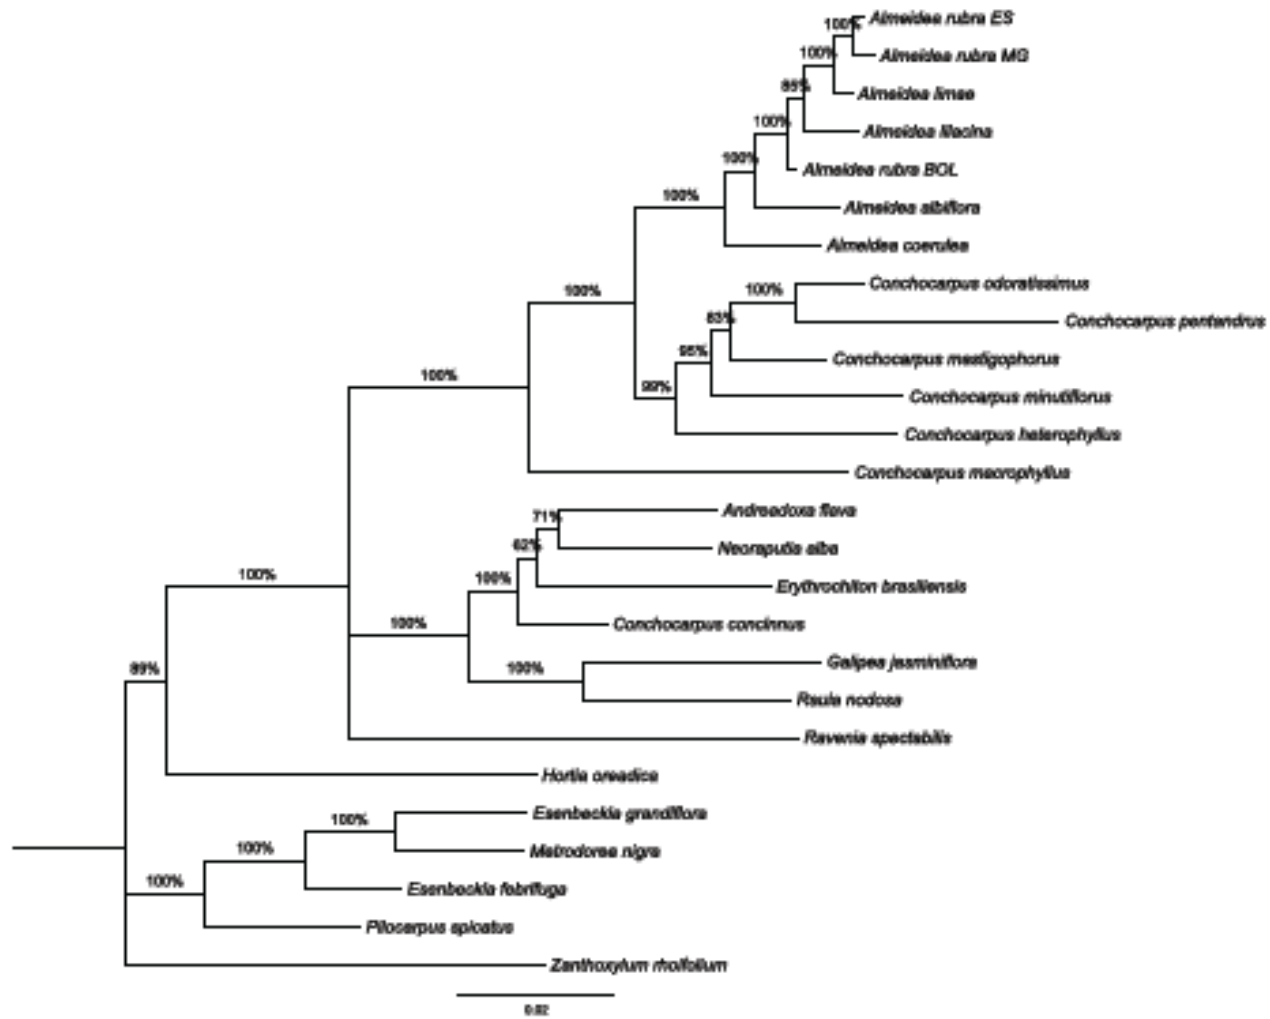 100% Almeidea rubra ES
100% Almeidea rubra MG
Almeidea limae
Almeidea lilacina
100% Almeidea rubra BOL
100% 100% Almeidea albiflora
Almeidea coerulea
100% 100% Conchocarpus odoratissimus
83% Conchocarpus pentandrus
95% Conchocarpus mastigophorus
100% 99% Conchocarpus minutiflorus
Conchocarpus heterophyllus
Conchocarpus macrophyllus
71% Andreadoxa flava
62% Neoraputia alba
100% 100% Erythrochiton brasiliensis
100% Conchocarpus concinnus
89% 100% Galipea jasminiflora
Rauia nodosa
Ravenia spectabilis
Hortia oreadica
100% Esenbeckia grandiflora
100% Metrodorea nigra
100% Esenbeckia febrifuga
Pilocarpus spicatus
Zanthoxylum rhoifolium
0.02